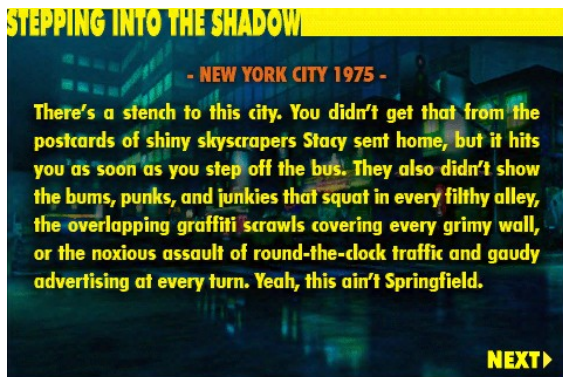 STEPPING INTO THE SHADOW
- NEW YORK CITY 1975 -
There's a stench to this city. You didn't get that from the
postcards of shiny skyscrapers Stacy sent home, but it hits
you as soon as you step off the bus. They also didn't show
the bums, punks, and junkies that squat in every filthy alley,
the overlapping graffiti scrawls covering every grimy wall,
or the noxious assault of round-the-clock traffic and gaudy
advertising at every turn. Yeah, this ain't Springfield.
NEXT